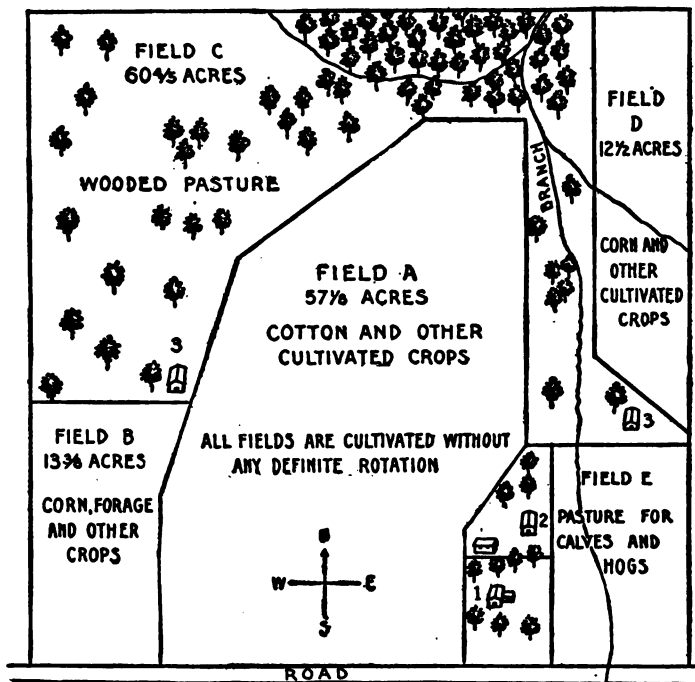 FIELD C
60⅘ ACRES
WOODED PASTURE
3
FIELD
D
12½ ACRES
BRANCH
CORN AND
OTHER
CULTIVATED
CROPS
3
FIELD A
57⅛ ACRES
COTTON AND OTHER
CULTIVATED CROPS
ALL FIELDS ARE CULTIVATED WITHOUT
ANY DEFINITE ROTATION
FIELD B
13⅜ ACRES
CORN, FORAGE
AND OTHER
CROPS
N
W E
S
2
1
FIELD E
PASTURE FOR
CALVES AND
HOGS
ROAD